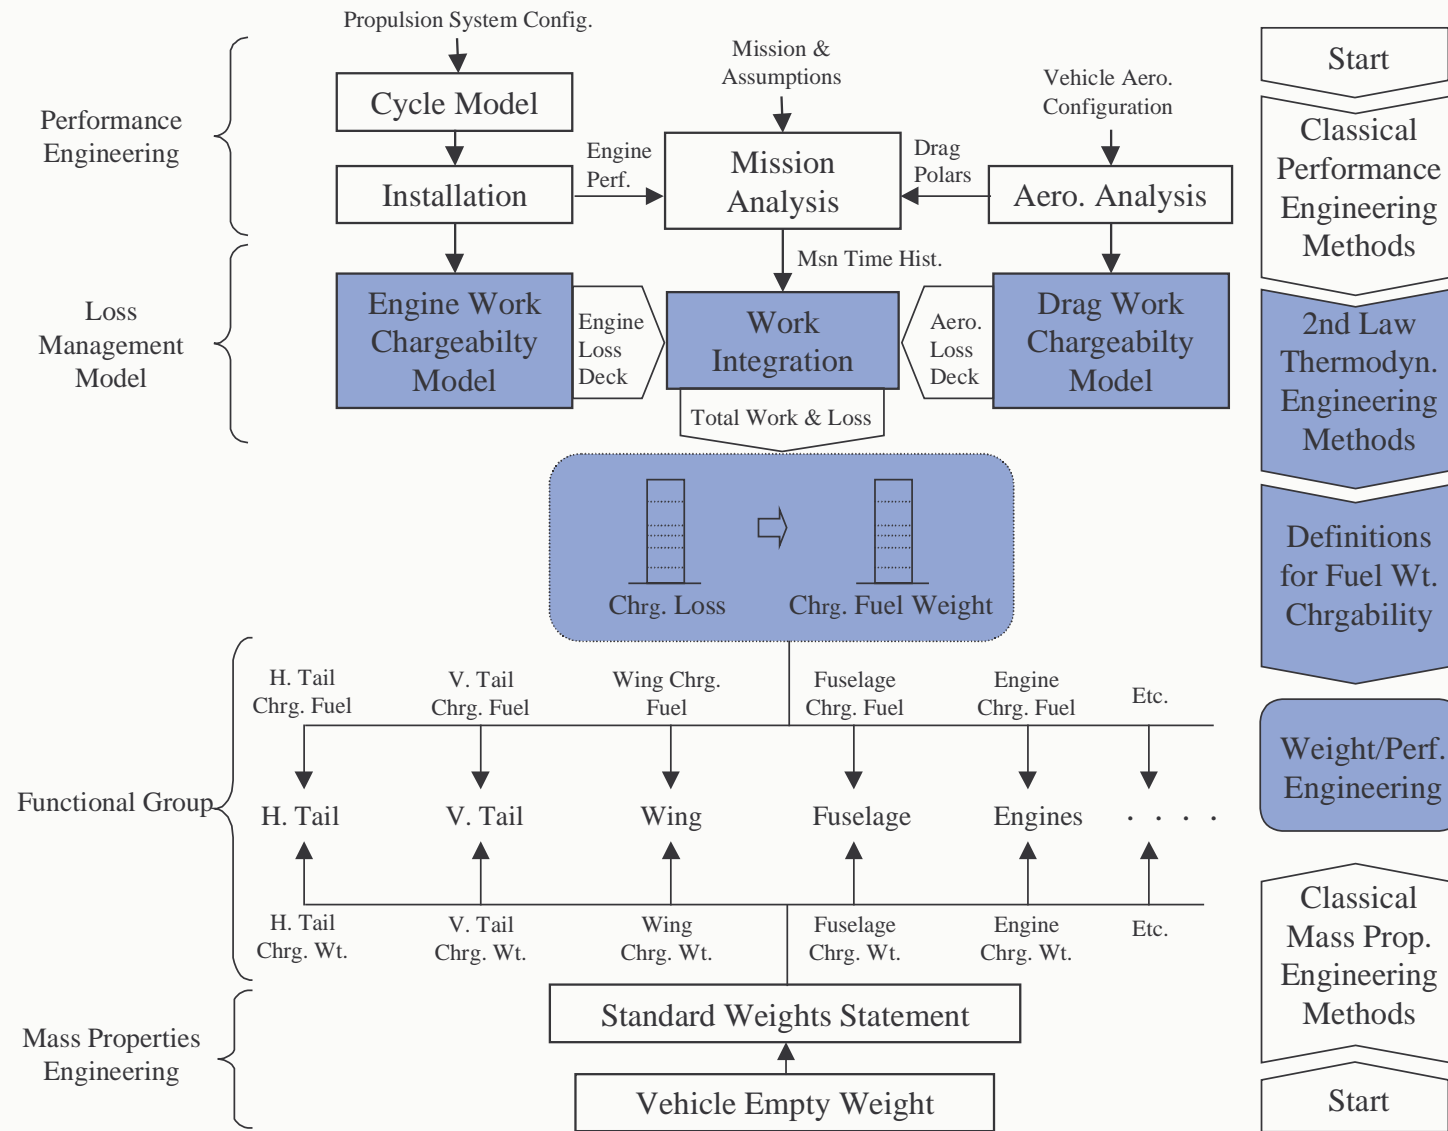 Propulsion System Config.
Mission &
Assumptions
Vehicle Aero.
Configuration
Start
Performance
Engineering
Cycle Model
Installation
Engine
Perf.
Mission
Analysis
Drag
Polars
Aero. Analysis
Classical
Performance
Engineering
Methods
Msn Time Hist.
Loss
Management
Model
Engine Work
Chargeabilty
Model
Engine
Loss
Deck
Work
Integration
Aero.
Loss
Deck
Drag Work
Chargeability
Model
2nd Law
Thermodyn.
Engineering
Methods
Total Work & Loss
Chrg. Loss
Chrg. Fuel Weight
Definitions
for Fuel Wt.
Chrgability
Functional Group
H. Tail
Chrg. Fuel
V. Tail
Chrg. Fuel
Wing Chrg.
Fuel
Fuselage
Chrg. Fuel
Engine
Chrg. Fuel
Etc.
Weight/Perf.
Engineering
H. Tail
V. Tail
Wing
Fuselage
Engines
. . . .
H. Tail
Chrg. Wt.
V. Tail
Chrg. Wt.
Wing
Chrg. Wt.
Fuselage
Chrg. Wt.
Engine
Chrg. Wt.
Etc.
Classical
Mass Prop.
Engineering
Methods
Mass Properties
Engineering
Standard Weights Statement
Vehicle Empty Weight
Start